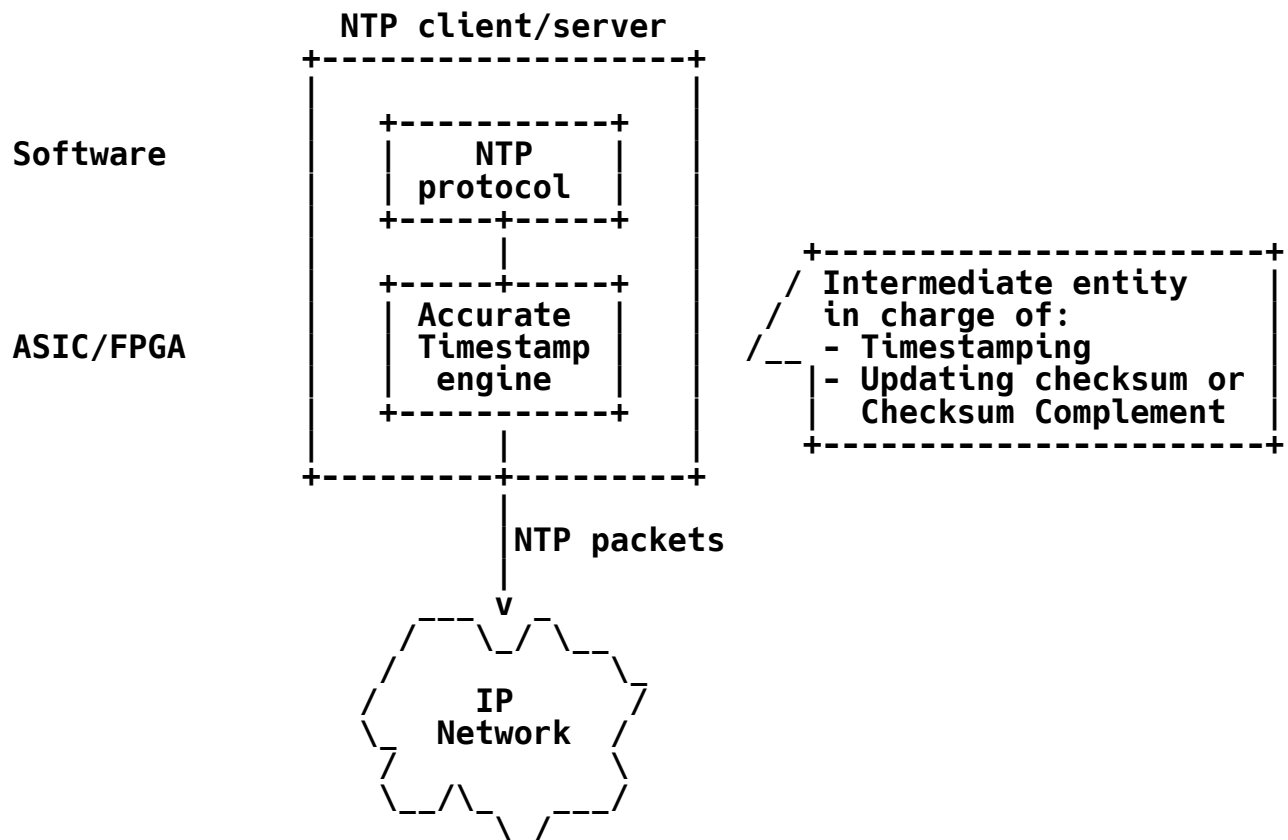 NTP client/server
Software
NTP
protocol
Intermediate entity
in charge of:
ASIC/FPGA
Accurate
Timestamp
engine
- Timestamping
- Updating checksum or
Checksum Complement
NTP packets
v
IP
Network